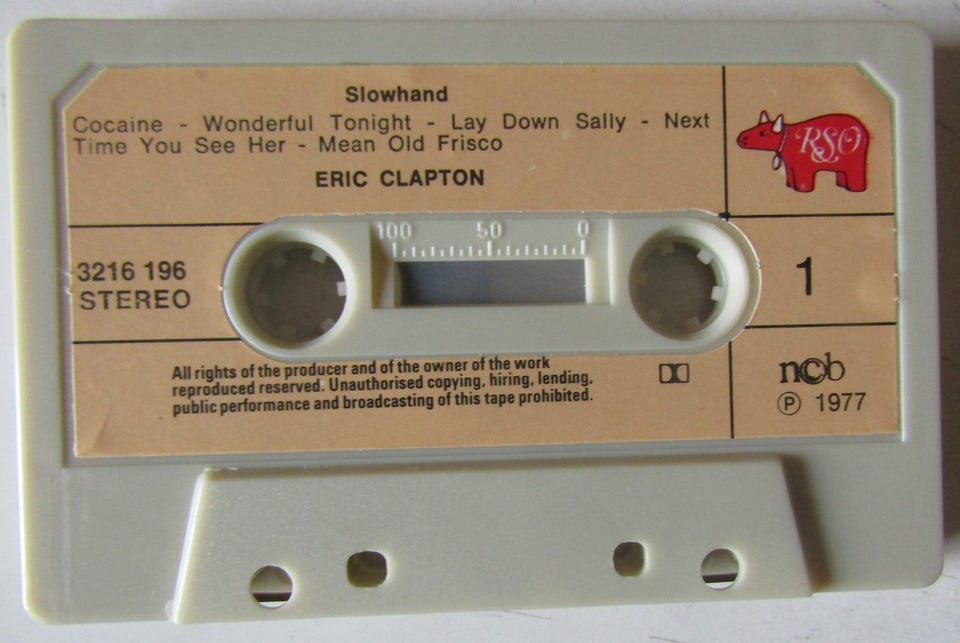 Slowhand
Cocaine - Wonderful Tonight - Lay Down Sally - Next
Time You See Her - Mean Old Frisco
ERIC CLAPTON
RSO
100 50 0
3216 196
STEREO
1
All rights of the producer and of the owner of the work
reproduced reserved. Unauthorised copying, hiring, lending,
public performance and broadcasting of this tape prohibited.
ncb
Ⓟ 1977